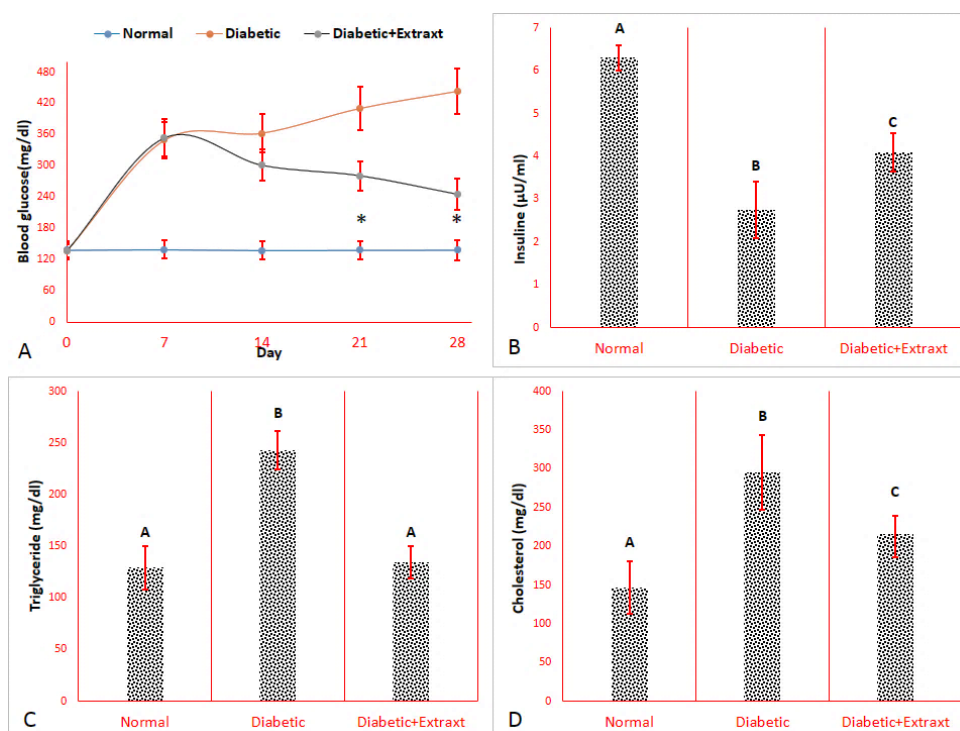 Normal Diabetic Diabetic+Extraxt
Blood glucose(mg/dl)
480
420
360
300
240
180
120
60
0
* *
0 7 14 21 28
Day
A
Insuline (µU/ml)
7
6
5
4
3
2
1
0
A
B
C
Normal Diabetic Diabetic+Extraxt
B
Triglyceride (mg/dl)
300
250
200
150
100
50
0
A
B
A
Normal Diabetic Diabetic+Extraxt
C
Cholesterol (mg/dl)
400
350
300
250
200
150
100
50
0
A
B
C
Normal Diabetic Diabetic+Extraxt
D